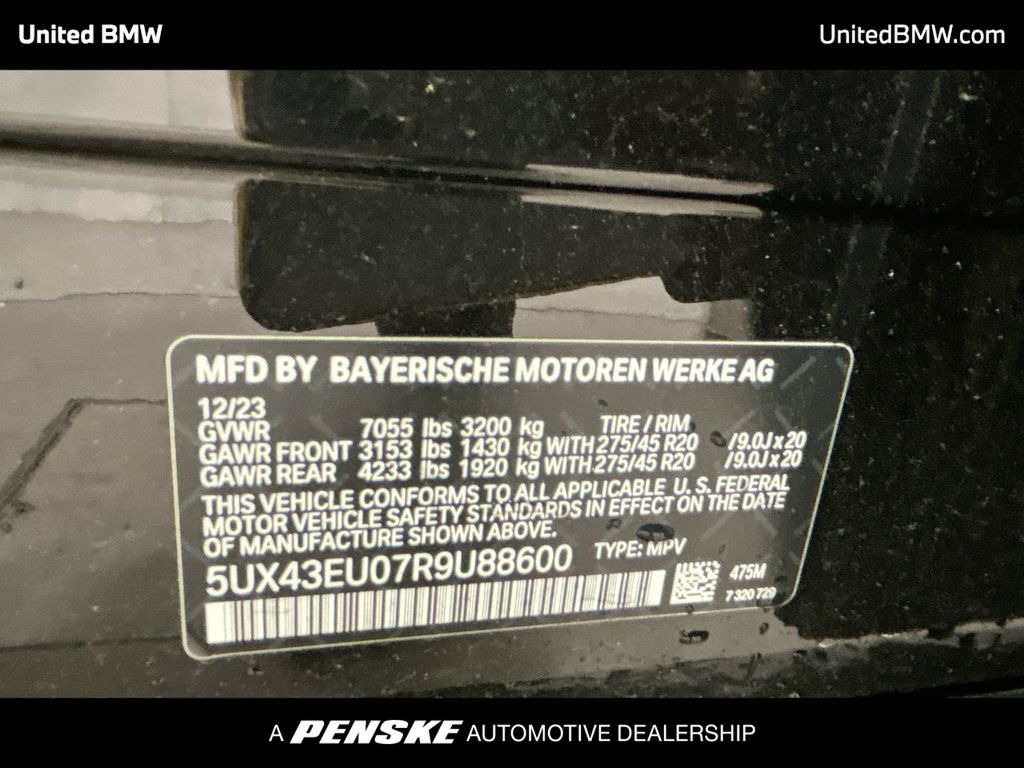 United BMW
UnitedBMW.com
MFD BY BAYERISCHE MOTOREN WERKE AG
12/23
GVWR 7055 lbs 3200 kg TIRE / RIM
GAWR FRONT 3153 lbs 1430 kg WITH 275/45 R20 /9.0J x 20
GAWR REAR 4233 lbs 1920 kg WITH 275/45 R20 /9.0J x 20
THIS VEHICLE CONFORMS TO ALL APPLICABLE U. S. FEDERAL
MOTOR VEHICLE SAFETY STANDARDS IN EFFECT ON THE DATE
OF MANUFACTURE SHOWN ABOVE.
5UX43EU07R9U88600 TYPE: MPV
475M
7 320 729
A PENSKE AUTOMOTIVE DEALERSHIP